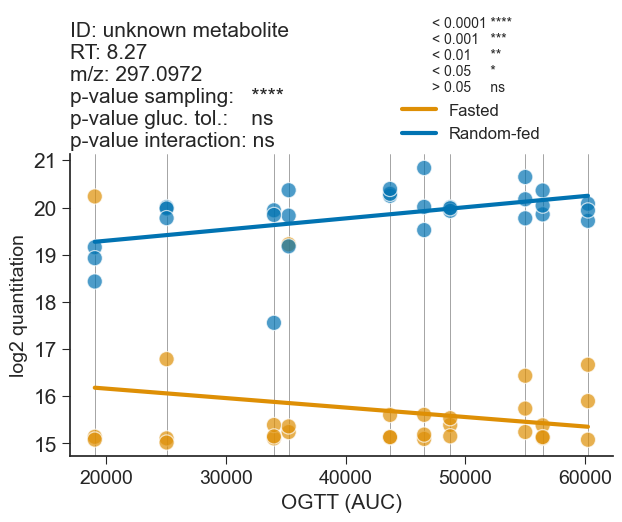 ID: unknown metabolite
RT: 8.27
m/z: 297.0972
p-value sampling: ****
p-value gluc. tol.: ns
p-value interaction: ns
< 0.0001 ****
< 0.001 ***
< 0.01 **
< 0.05 *
> 0.05 ns
Fasted
Random-fed
21
20
19
18
17
16
15
log2 quantitation
20000 30000 40000 50000 60000
OGTT (AUC)